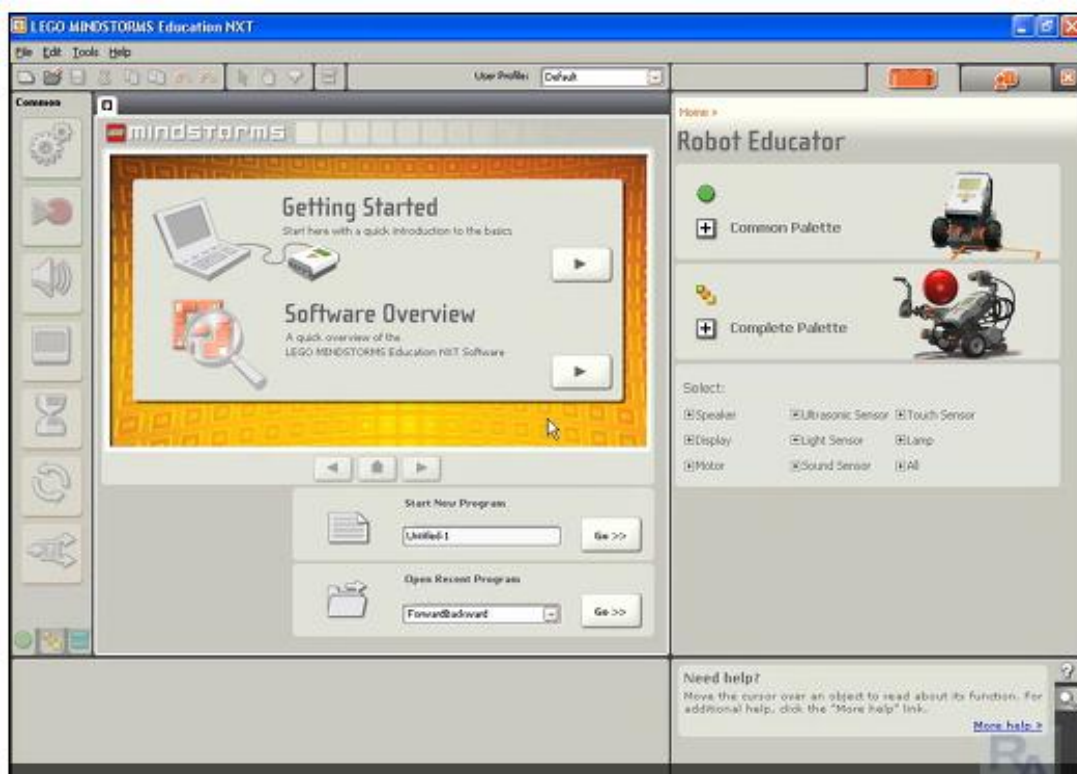 LEGO MINDSTORMS Education NXT
File Edit Tools Help
User Profile: Default
Common
mindstorms
Getting Started
Start here with a quick introduction to the basics
Software Overview
A quick overview of the
LEGO MINDSTORMS Education NXT Software
Start New Program
Untitled-1
Go >>
Open Recent Program
ForwardBackward
Go >>
Home >
Robot Educator
Common Palette
Complete Palette
Select:
Speaker Ultrasonic Sensor Touch Sensor
Display Light Sensor Lamp
Motor Sound Sensor All
Need help?
Move the cursor over an object to read about its function. For
additional help, click the "More help" link.
More help »
RA